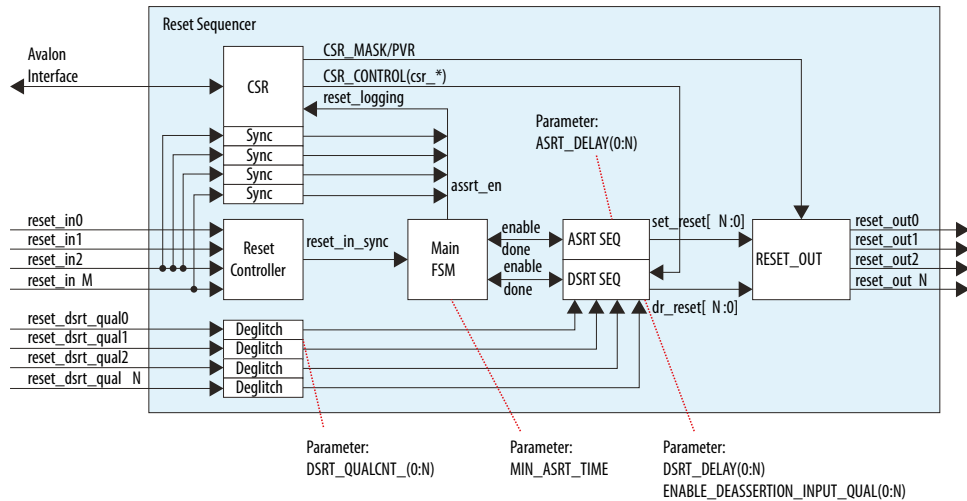 Reset Sequencer
Avalon
Interface
CSR
CSR_MASK/PVR
CSR_CONTROL(csr_*)
reset_logging
Sync
Sync
Sync
Sync
Parameter:
ASRT_DELAY(0:N)
assrt_en
reset_in0
reset_in1
reset_in2
reset_in M
Reset
Controller
reset_in_sync
Main
FSM
enable
done
enable
done
ASRT SEQ
DSRT SEQ
set_reset[ N:0]
dr_reset[ N:0]
RESET_OUT
reset_out0
reset_out1
reset_out2
reset_out N
reset_dsrt_qual0
reset_dsrt_qual1
reset_dsrt_qual2
reset_dsrt_qual N
Deglitch
Deglitch
Deglitch
Deglitch
Parameter:
DSRT_QUALCNT_(0:N)
Parameter:
MIN_ASRT_TIME
Parameter:
DSRT_DELAY(0:N)
ENABLE_DEASSERTION_INPUT_QUAL(0:N)